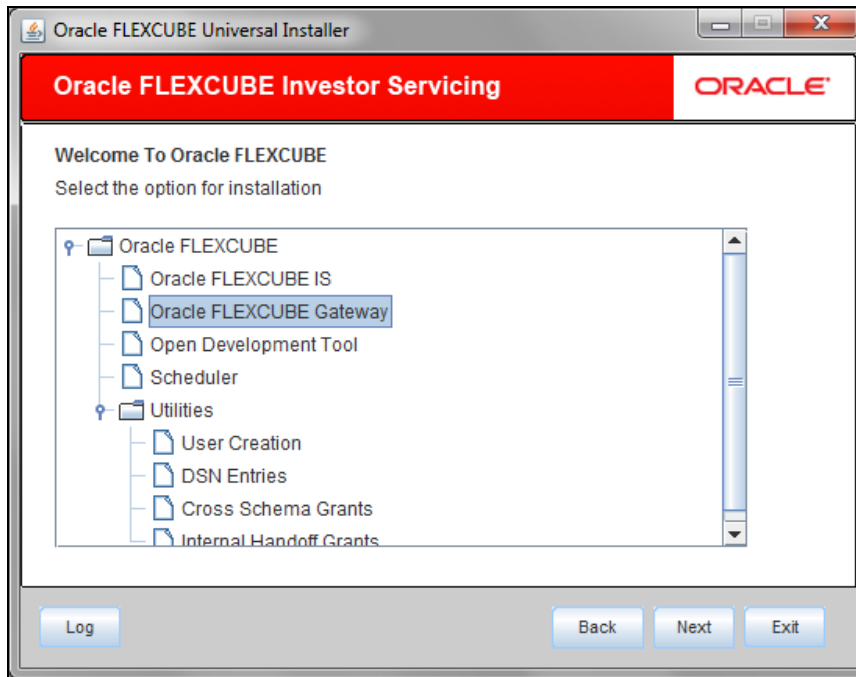 Oracle FLEXCUBE Universal Installer
Oracle FLEXCUBE Investor Servicing
ORACLE
Welcome To Oracle FLEXCUBE
Select the option for installation
Oracle FLEXCUBE
Oracle FLEXCUBE IS
Oracle FLEXCUBE Gateway
Open Development Tool
Scheduler
Utilities
User Creation
DSN Entries
Cross Schema Grants
Internal Handoff Grants
Log Back Next Exit